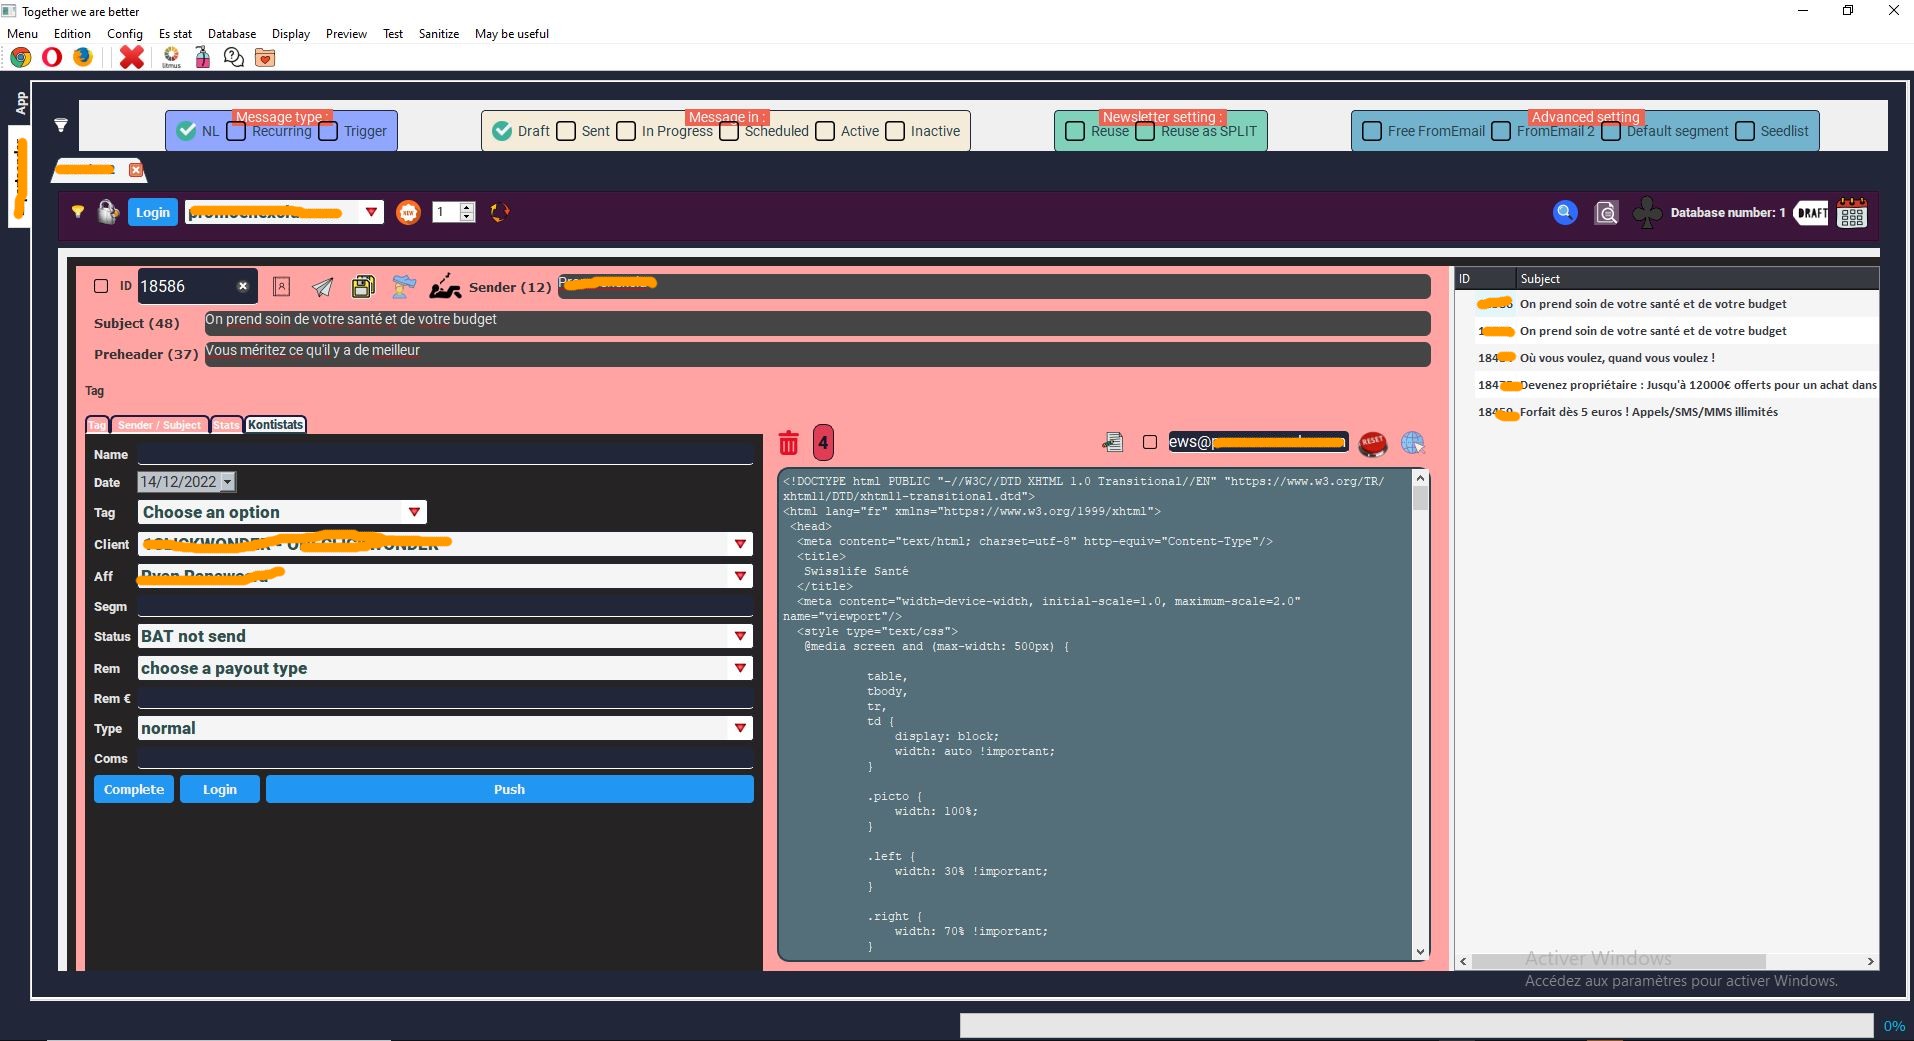 Together we are better
Menu Edition Config Es stat Database Display Preview Test Sanitize May be useful
litmus
App
Message type :
NL Recurring Trigger
Message in :
Draft Sent In Progress Scheduled Active Inactive
Newsletter setting :
Reuse Reuse as SPLIT
Advanced setting
Free FromEmail FromEmail 2 Default segment Seedlist
Login
NEW
1
Database number: 1
DRAFT
ID 18586
Sender (12)
Subject (48) On prend soin de votre santé et de votre budget
Preheader (37) Vous méritez ce qu'il y a de meilleur
Tag
Tag Sender / Subject Stats Kontistats
Name
Date 14/12/2022
Tag Choose an option
Client
Aff
Segm
Status BAT not send
Rem choose a payout type
Rem €
Type normal
Coms
Complete Login Push
4
ews@
RESET
<!DOCTYPE html PUBLIC "-//W3C//DTD XHTML 1.0 Transitional//EN" "https://www.w3.org/TR/
xhtml1/DTD/xhtml1-transitional.dtd">
<html lang="fr" xmlns="https://www.w3.org/1999/xhtml">
<head>
<meta content="text/html; charset=utf-8" http-equiv="Content-Type"/>
<title>
Swisslife Santé
</title>
<meta content="width=device-width, initial-scale=1.0, maximum-scale=2.0"
name="viewport"/>
<style type="text/css">
@media screen and (max-width: 500px) {
table,
tbody,
tr,
td {
display: block;
width: auto !important;
}
.picto {
width: 100%;
}
.left {
width: 30% !important;
}
.right {
width: 70% !important;
}
ID Subject
On prend soin de votre santé et de votre budget
On prend soin de votre santé et de votre budget
Où vous voulez, quand vous voulez !
Devenez propriétaire : Jusqu'à 12000€ offerts pour un achat dans
Forfait dès 5 euros ! Appels/SMS/MMS illimités
Activer Windows
Accédez aux paramètres pour activer Windows.
0%